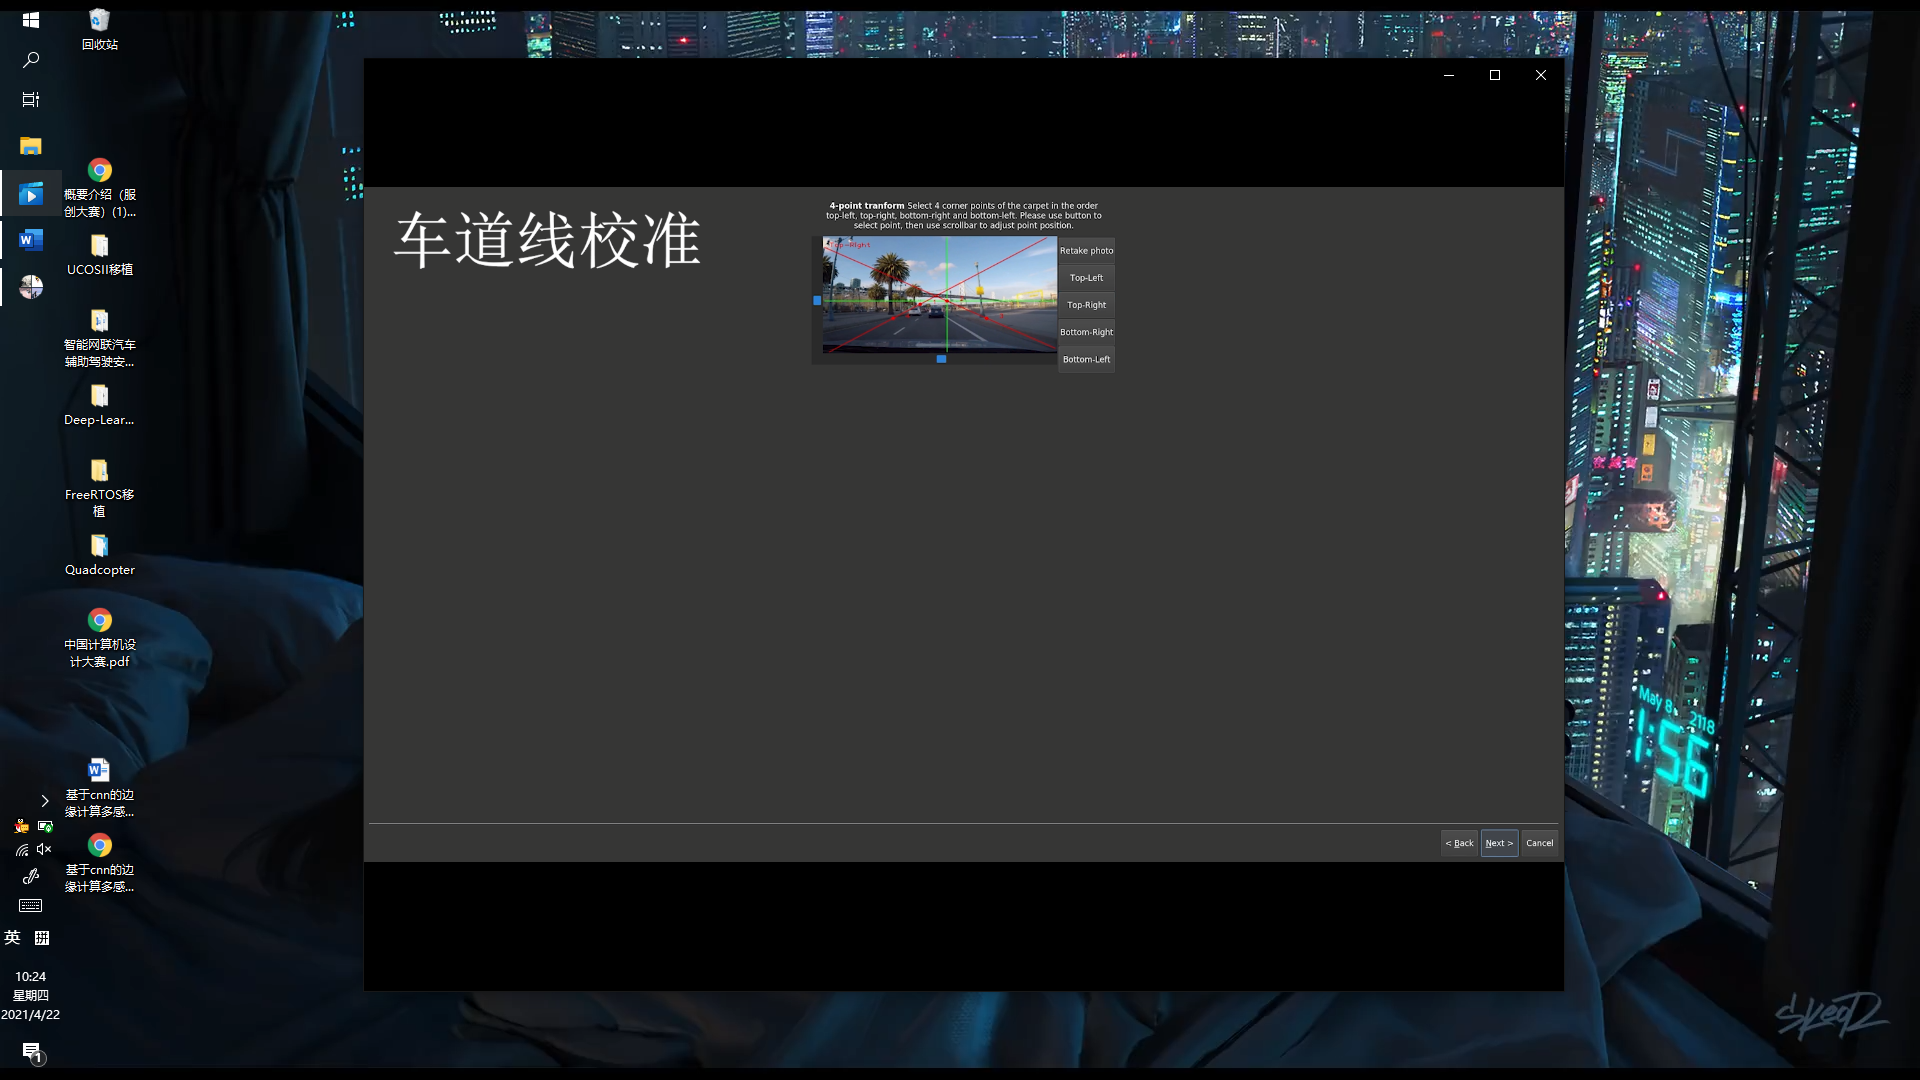 回收站
概要介绍（服
创大赛）(1)...
UCOSII移植
智能网联汽车
辅助驾驶安...
Deep-Lear...
FreeRTOS移
植
Quadcopter
中国计算机设
计大赛.pdf
基于cnn的边
缘计算多感...
基于cnn的边
缘计算多感...
英
拼
10:24
星期四
2021/4/22
1
车道线校准
4-point tranform Select 4 corner points of the carpet in the order
top-left, top-right, bottom-right and bottom-left. Please use button to
select point, then use scrollbar to adjust point position.
Top-Right
Retake photo
Top-Left
Top-Right
Bottom-Right
Bottom-Left
< Back
Next >
Cancel
May 8 2118
1:56
SkeoD